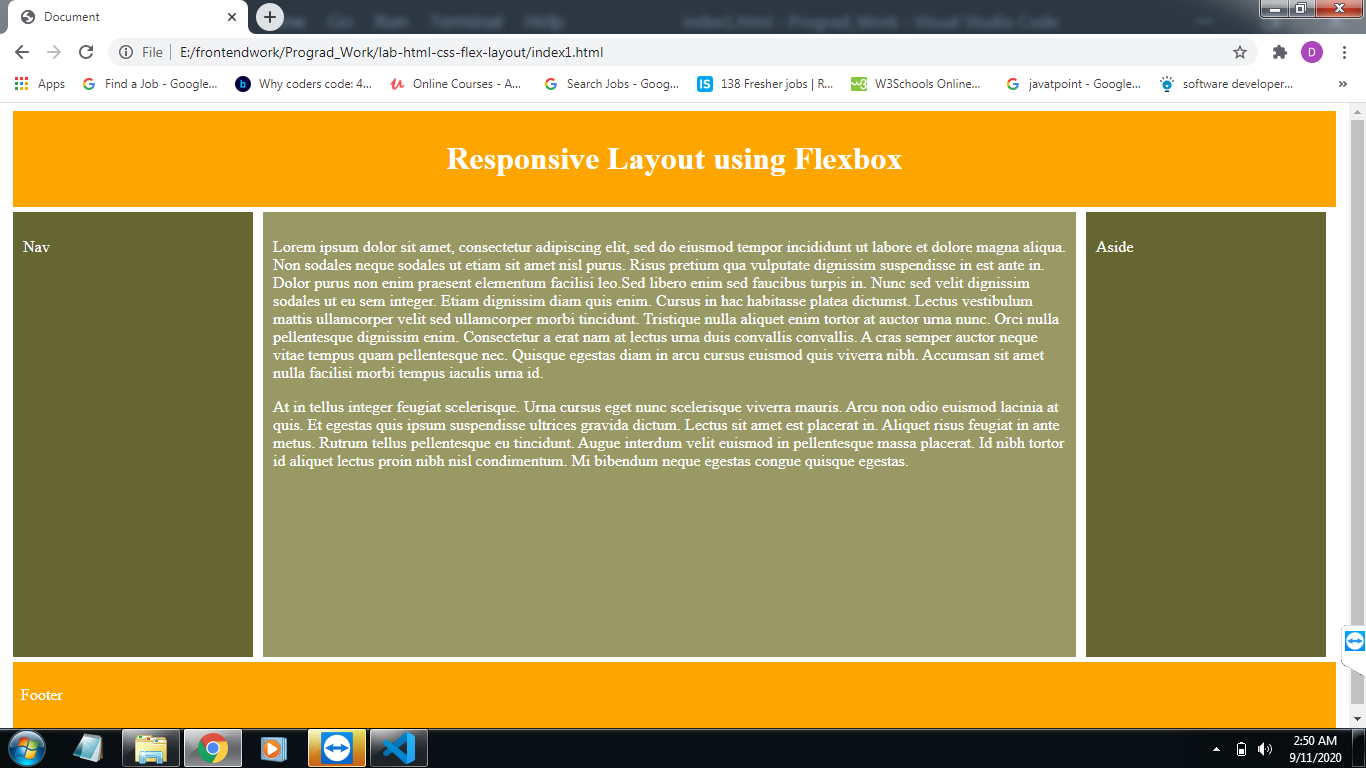 Run Terminal Help index1.html - Prograd_Work - Visual Studio Code
Document
File E:/frontendwork/Prograd_Work/lab-html-css-flex-layout/index1.html
D
Apps Find a Job - Google... Why coders code: 4... Online Courses - A... Search Jobs - Goog... 138 Fresher jobs | R... W3Schools Online... javatpoint - Google... software developer...
Responsive Layout using Flexbox
Nav
Lorem ipsum dolor sit amet, consectetur adipiscing elit, sed do eiusmod tempor incididunt ut labore et dolore magna aliqua.
Non sodales neque sodales ut etiam sit amet nisl purus. Risus pretium qua vulputate dignissim suspendisse in est ante in.
Dolor purus non enim praesent elementum facilisi leo.Sed libero enim sed faucibus turpis in. Nunc sed velit dignissim
sodales ut eu sem integer. Etiam dignissim diam quis enim. Cursus in hac habitasse platea dictumst. Lectus vestibulum
mattis ullamcorper velit sed ullamcorper morbi tincidunt. Tristique nulla aliquet enim tortor at auctor urna nunc. Orci nulla
pellentesque dignissim enim. Consectetur a erat nam at lectus urna duis convallis convallis. A cras semper auctor neque
vitae tempus quam pellentesque nec. Quisque egestas diam in arcu cursus euismod quis viverra nibh. Accumsan sit amet
nulla facilisi morbi tempus iaculis urna id.
At in tellus integer feugiat scelerisque. Urna cursus eget nunc scelerisque viverra mauris. Arcu non odio euismod lacinia at
quis. Et egestas quis ipsum suspendisse ultrices gravida dictum. Lectus sit amet est placerat in. Aliquet risus feugiat in ante
metus. Rutrum tellus pellentesque eu tincidunt. Augue interdum velit euismod in pellentesque massa placerat. Id nibh tortor
id aliquet lectus proin nibh nisl condimentum. Mi bibendum neque egestas congue quisque egestas.
Aside
Footer
2:50 AM
9/11/2020